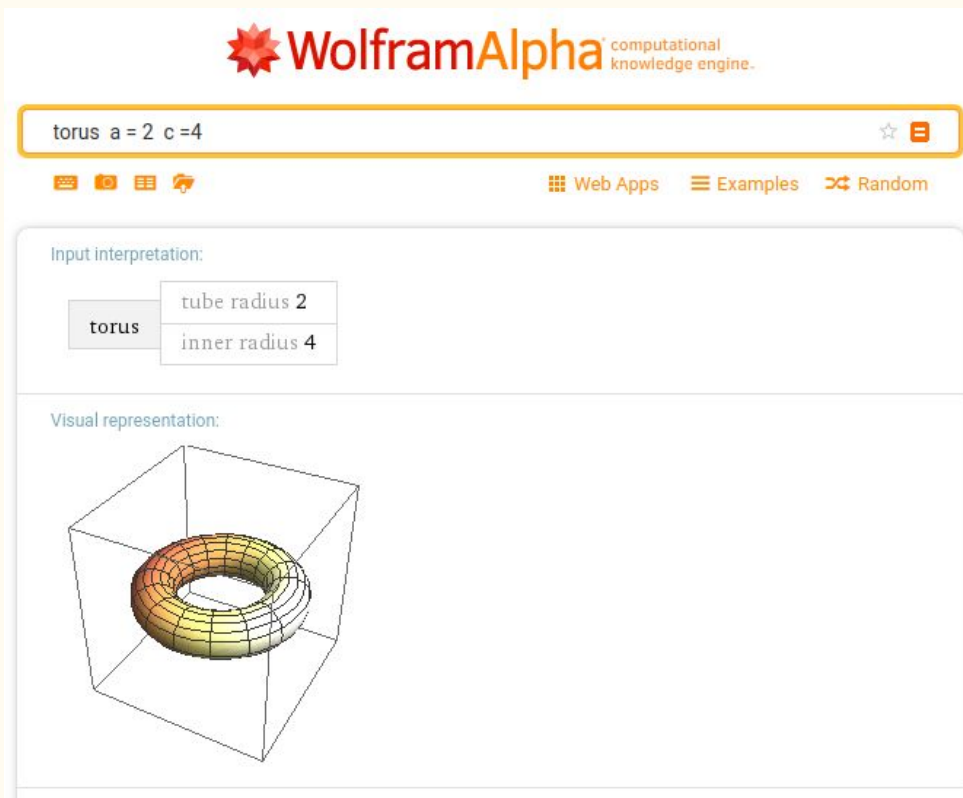 WolframAlpha computational
knowledge engine.
torus a = 2 c =4
Web Apps Examples Random
Input interpretation:
torus
tube radius 2
inner radius 4
Visual representation: